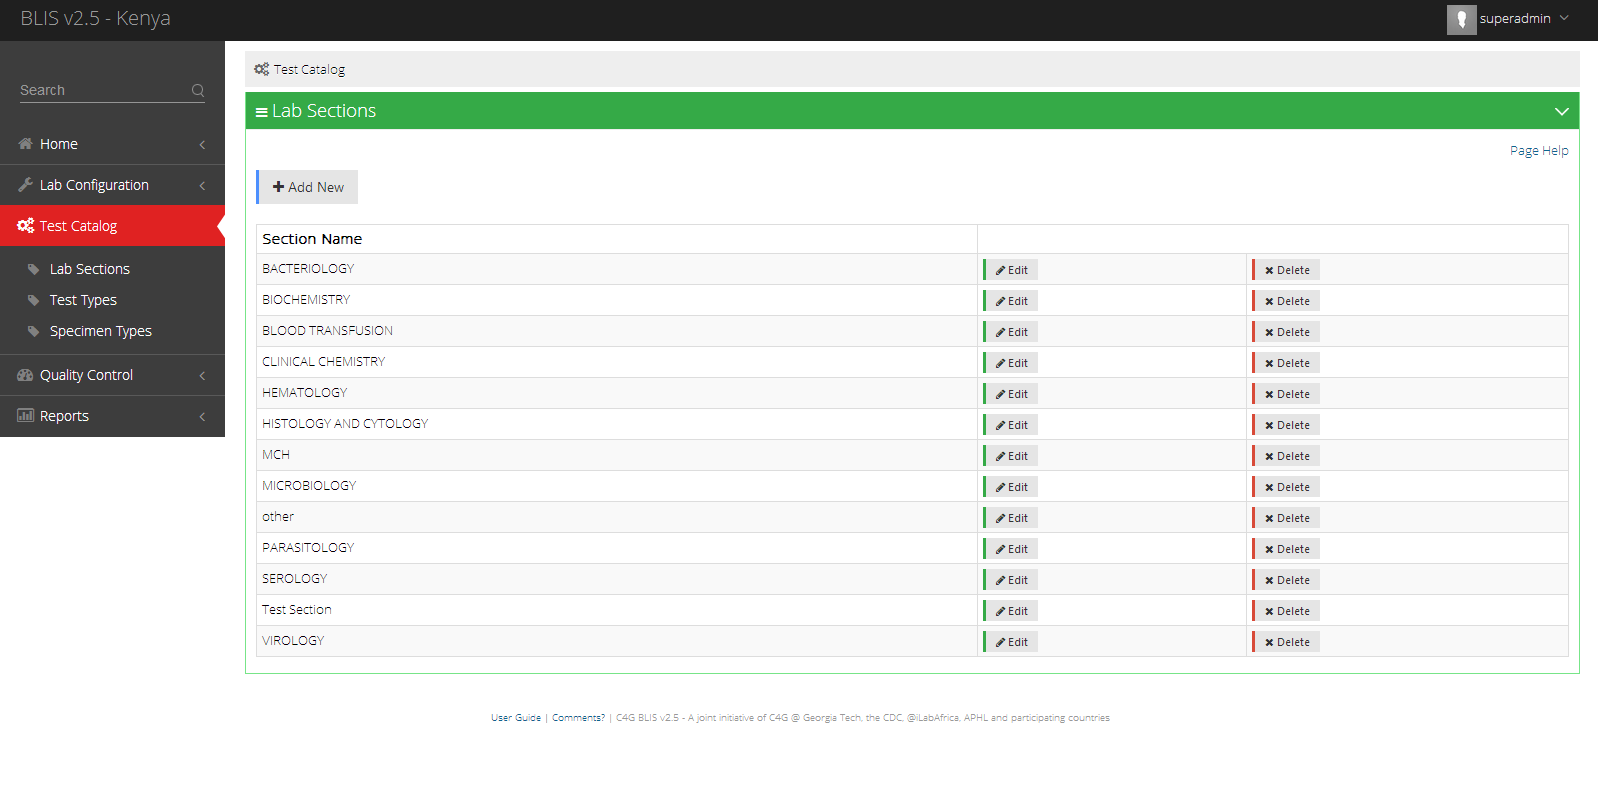 BLIS v2.5 - Kenya
superadmin
Search
Home
Lab Configuration
Test Catalog
Lab Sections
Test Types
Specimen Types
Quality Control
Reports
Test Catalog
Lab Sections
Page Help
Add New
Section Name
BACTERIOLOGY Edit Delete
BIOCHEMISTRY Edit Delete
BLOOD TRANSFUSION Edit Delete
CLINICAL CHEMISTRY Edit Delete
HEMATOLOGY Edit Delete
HISTOLOGY AND CYTOLOGY Edit Delete
MCH Edit Delete
MICROBIOLOGY Edit Delete
other Edit Delete
PARASITOLOGY Edit Delete
SEROLOGY Edit Delete
Test Section Edit Delete
VIROLOGY Edit Delete
User Guide | Comments? | C4G BLIS v2.5 - A joint initiative of C4G @ Georgia Tech, the CDC, @iLabAfrica, APHL and participating countries